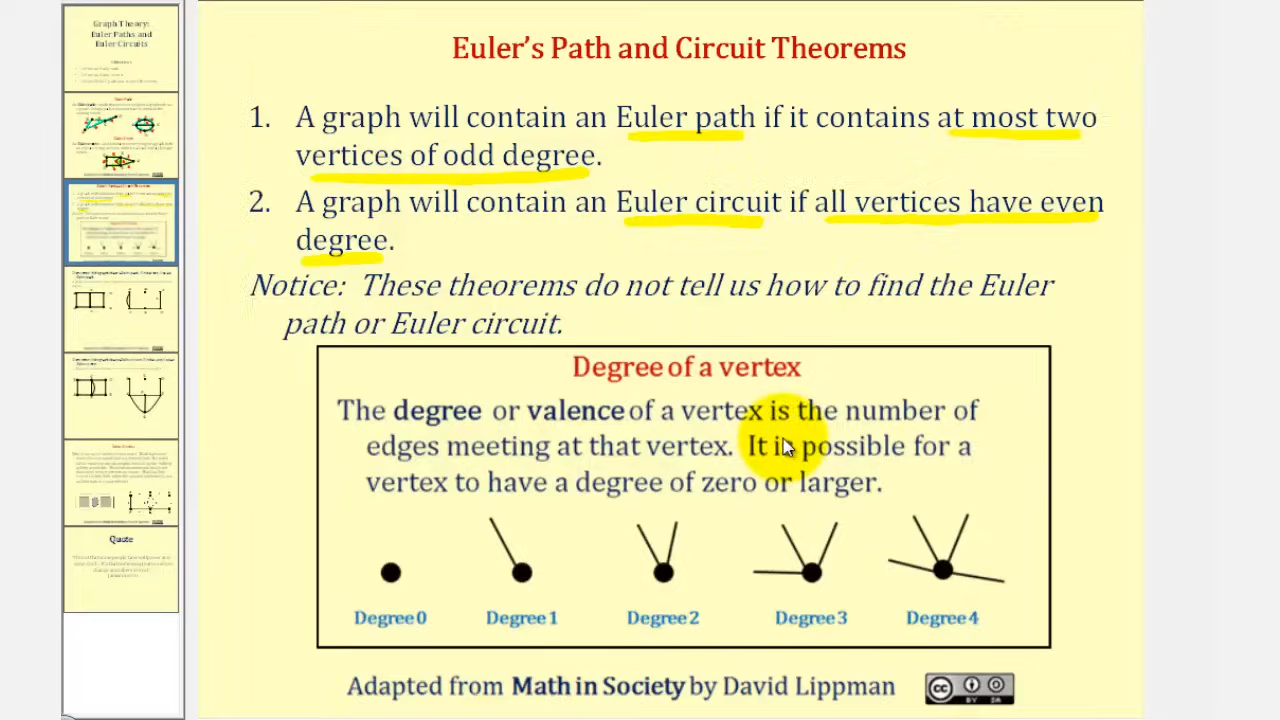 Graph Theory:
Euler Paths and
Euler Circuits
Quote
Euler's Path and Circuit Theorems
1. A graph will contain an Euler path if it contains at most two
vertices of odd degree.
2. A graph will contain an Euler circuit if all vertices have even
degree.
Notice: These theorems do not tell us how to find the Euler
path or Euler circuit.
Degree of a vertex
The degree or valence of a vertex is the number of
edges meeting at that vertex. It is possible for a
vertex to have a degree of zero or larger.
Degree 0 Degree 1 Degree 2 Degree 3 Degree 4
Adapted from Math in Society by David Lippman
cc BY SA